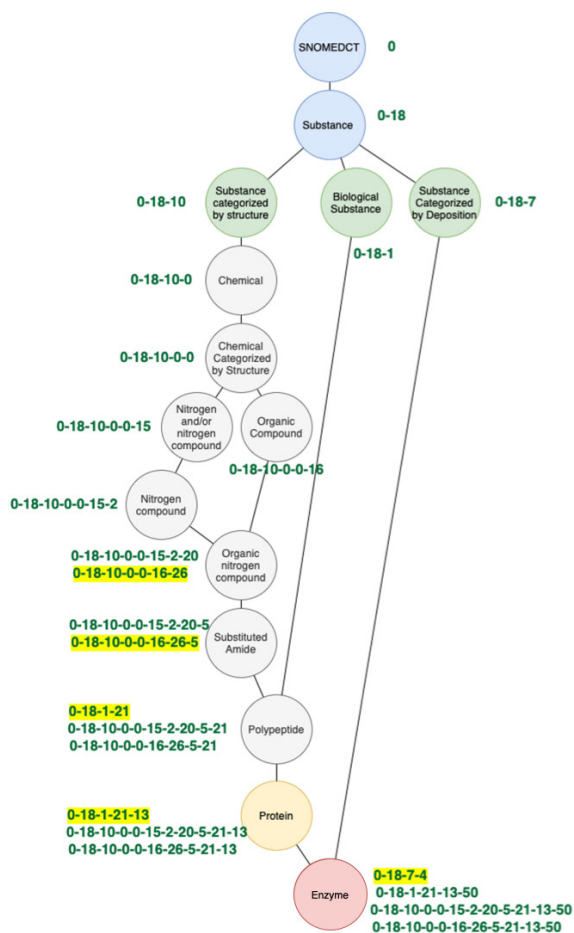 SNOMEDCT
0
Substance
0-18
0-18-10
Substance
categorized
by structure
Biological
Substance
Substance
Categorized
by Deposition
0-18-7
0-18-1
0-18-10-0
Chemical
0-18-10-0-0
Chemical
Categorized
by Structure
0-18-10-0-0-15
Nitrogen
and/or
nitrogen
compound
Organic
Compound
0-18-10-0-0-16
0-18-10-0-0-15-2
Nitrogen
compound
0-18-10-0-0-15-2-20
0-18-10-0-0-16-26
Organic
nitrogen
compound
0-18-10-0-0-15-2-20-5
0-18-10-0-0-16-26-5
Substituted
Amide
0-18-1-21
0-18-10-0-0-15-2-20-5-21
0-18-10-0-0-16-26-5-21
Polypeptide
0-18-1-21-13
0-18-10-0-0-15-2-20-5-21-13
0-18-10-0-0-16-26-5-21-13
Protein
Enzyme
0-18-7-4
0-18-1-21-13-50
0-18-10-0-0-15-2-20-5-21-13-50
0-18-10-0-0-16-26-5-21-13-50